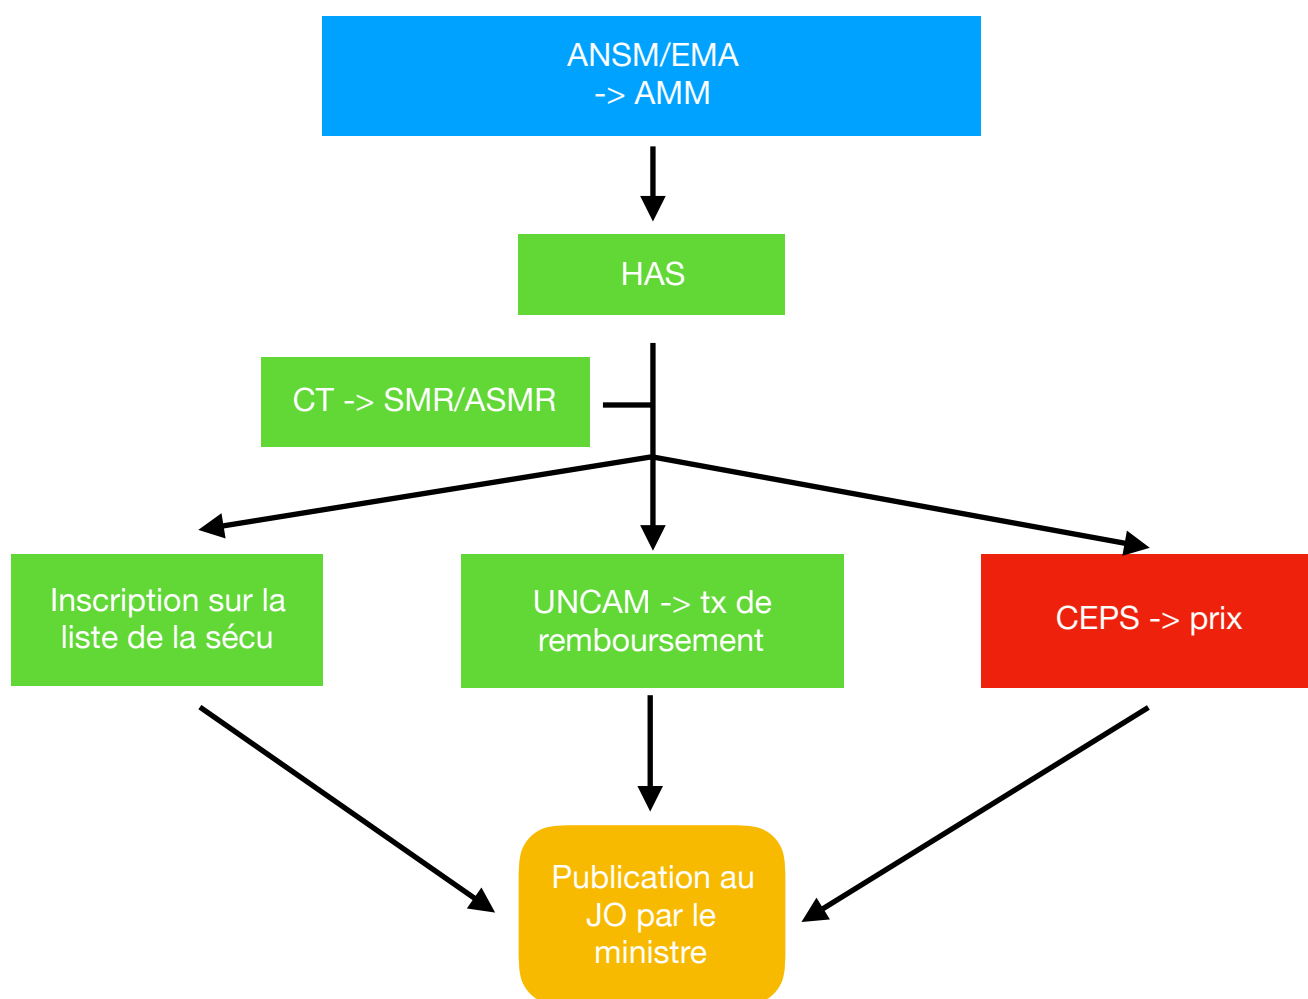 ANSM/EMA
-> AMM
HAS
CT -> SMR/ASMR
Inscription sur la
liste de la sécu
UNCAM -> tx de
remboursement
CEPS -> prix
Publication au
JO par le
ministre